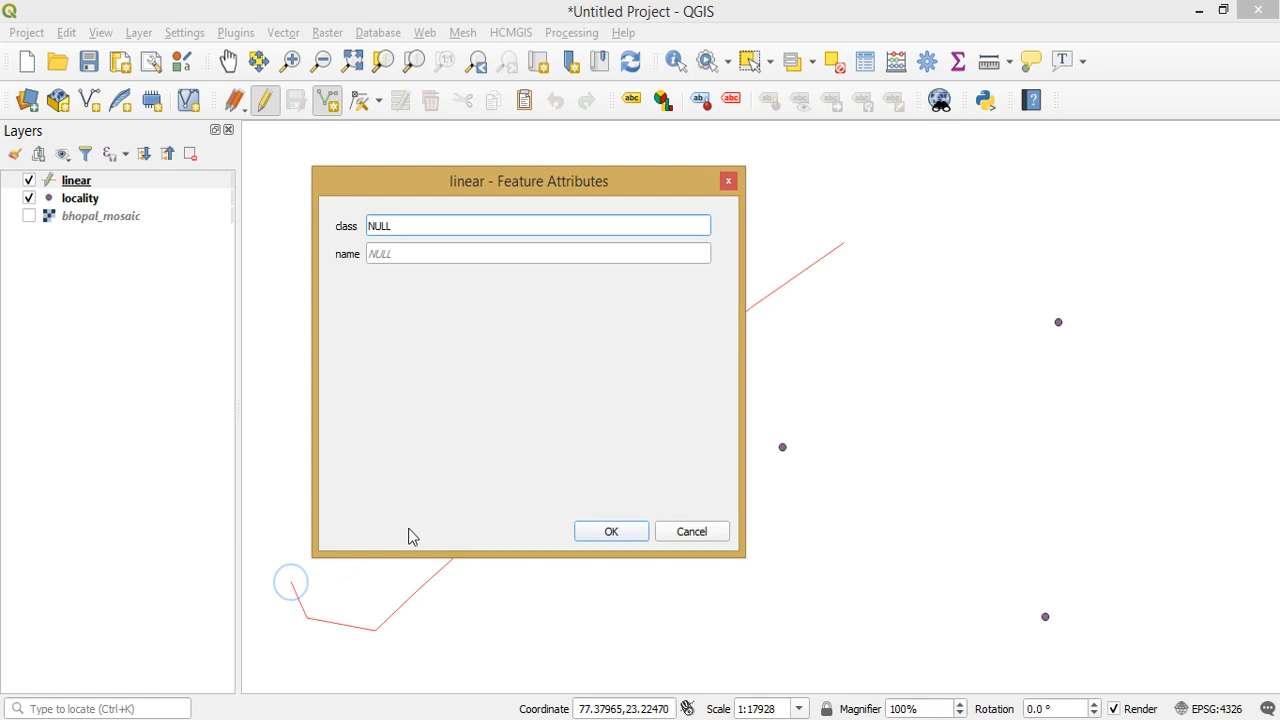 *Untitled Project - QGIS
Project Edit View Layer Settings Plugins Vector Raster Database Web Mesh HCMGIS Processing Help
Layers
linear
locality
bhopal_mosaic
linear - Feature Attributes
class NULL
name NULL
OK Cancel
Type to locate (Ctrl+K) Coordinate 77.37965,23.22470 Scale 1:17928 Magnifier 100% Rotation 0.0 ° Render EPSG:4326